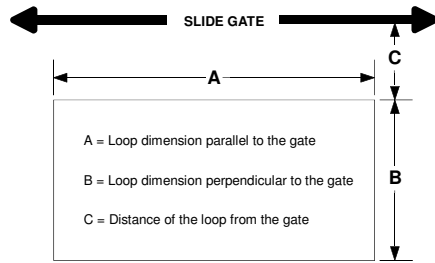 SLIDE GATE
C
A
A = Loop dimension parallel to the gate
B = Loop dimension perpendicular to the gate
B
C = Distance of the loop from the gate